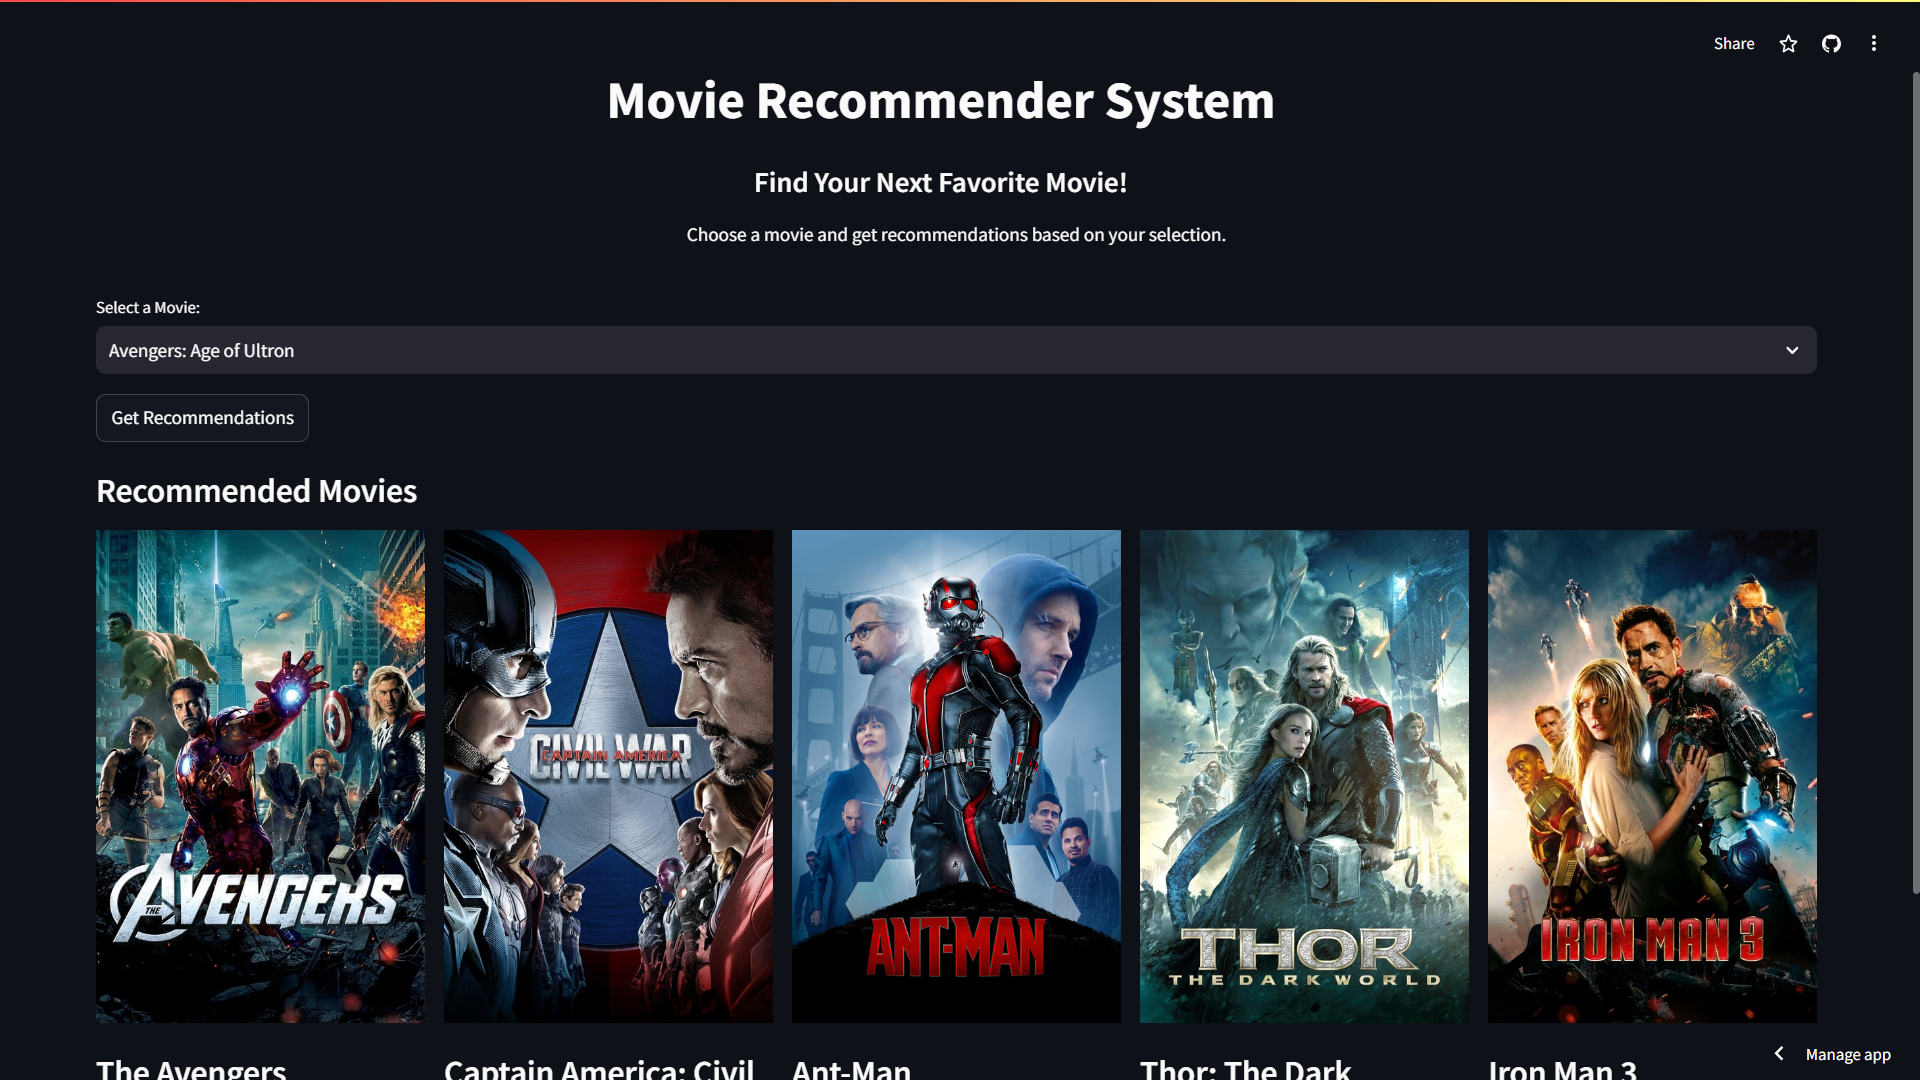 Share
Movie Recommender System
Find Your Next Favorite Movie!
Choose a movie and get recommendations based on your selection.
Select a Movie:
Avengers: Age of Ultron
Get Recommendations
Recommended Movies
THE AVENGERS
CAPTAIN AMERICA
CIVIL WAR
ANT-MAN
THOR
THE DARK WORLD
IRON MAN 3
The Avengers
Captain America: Civil
Ant-Man
Thor: The Dark
Iron Man 3
Manage app